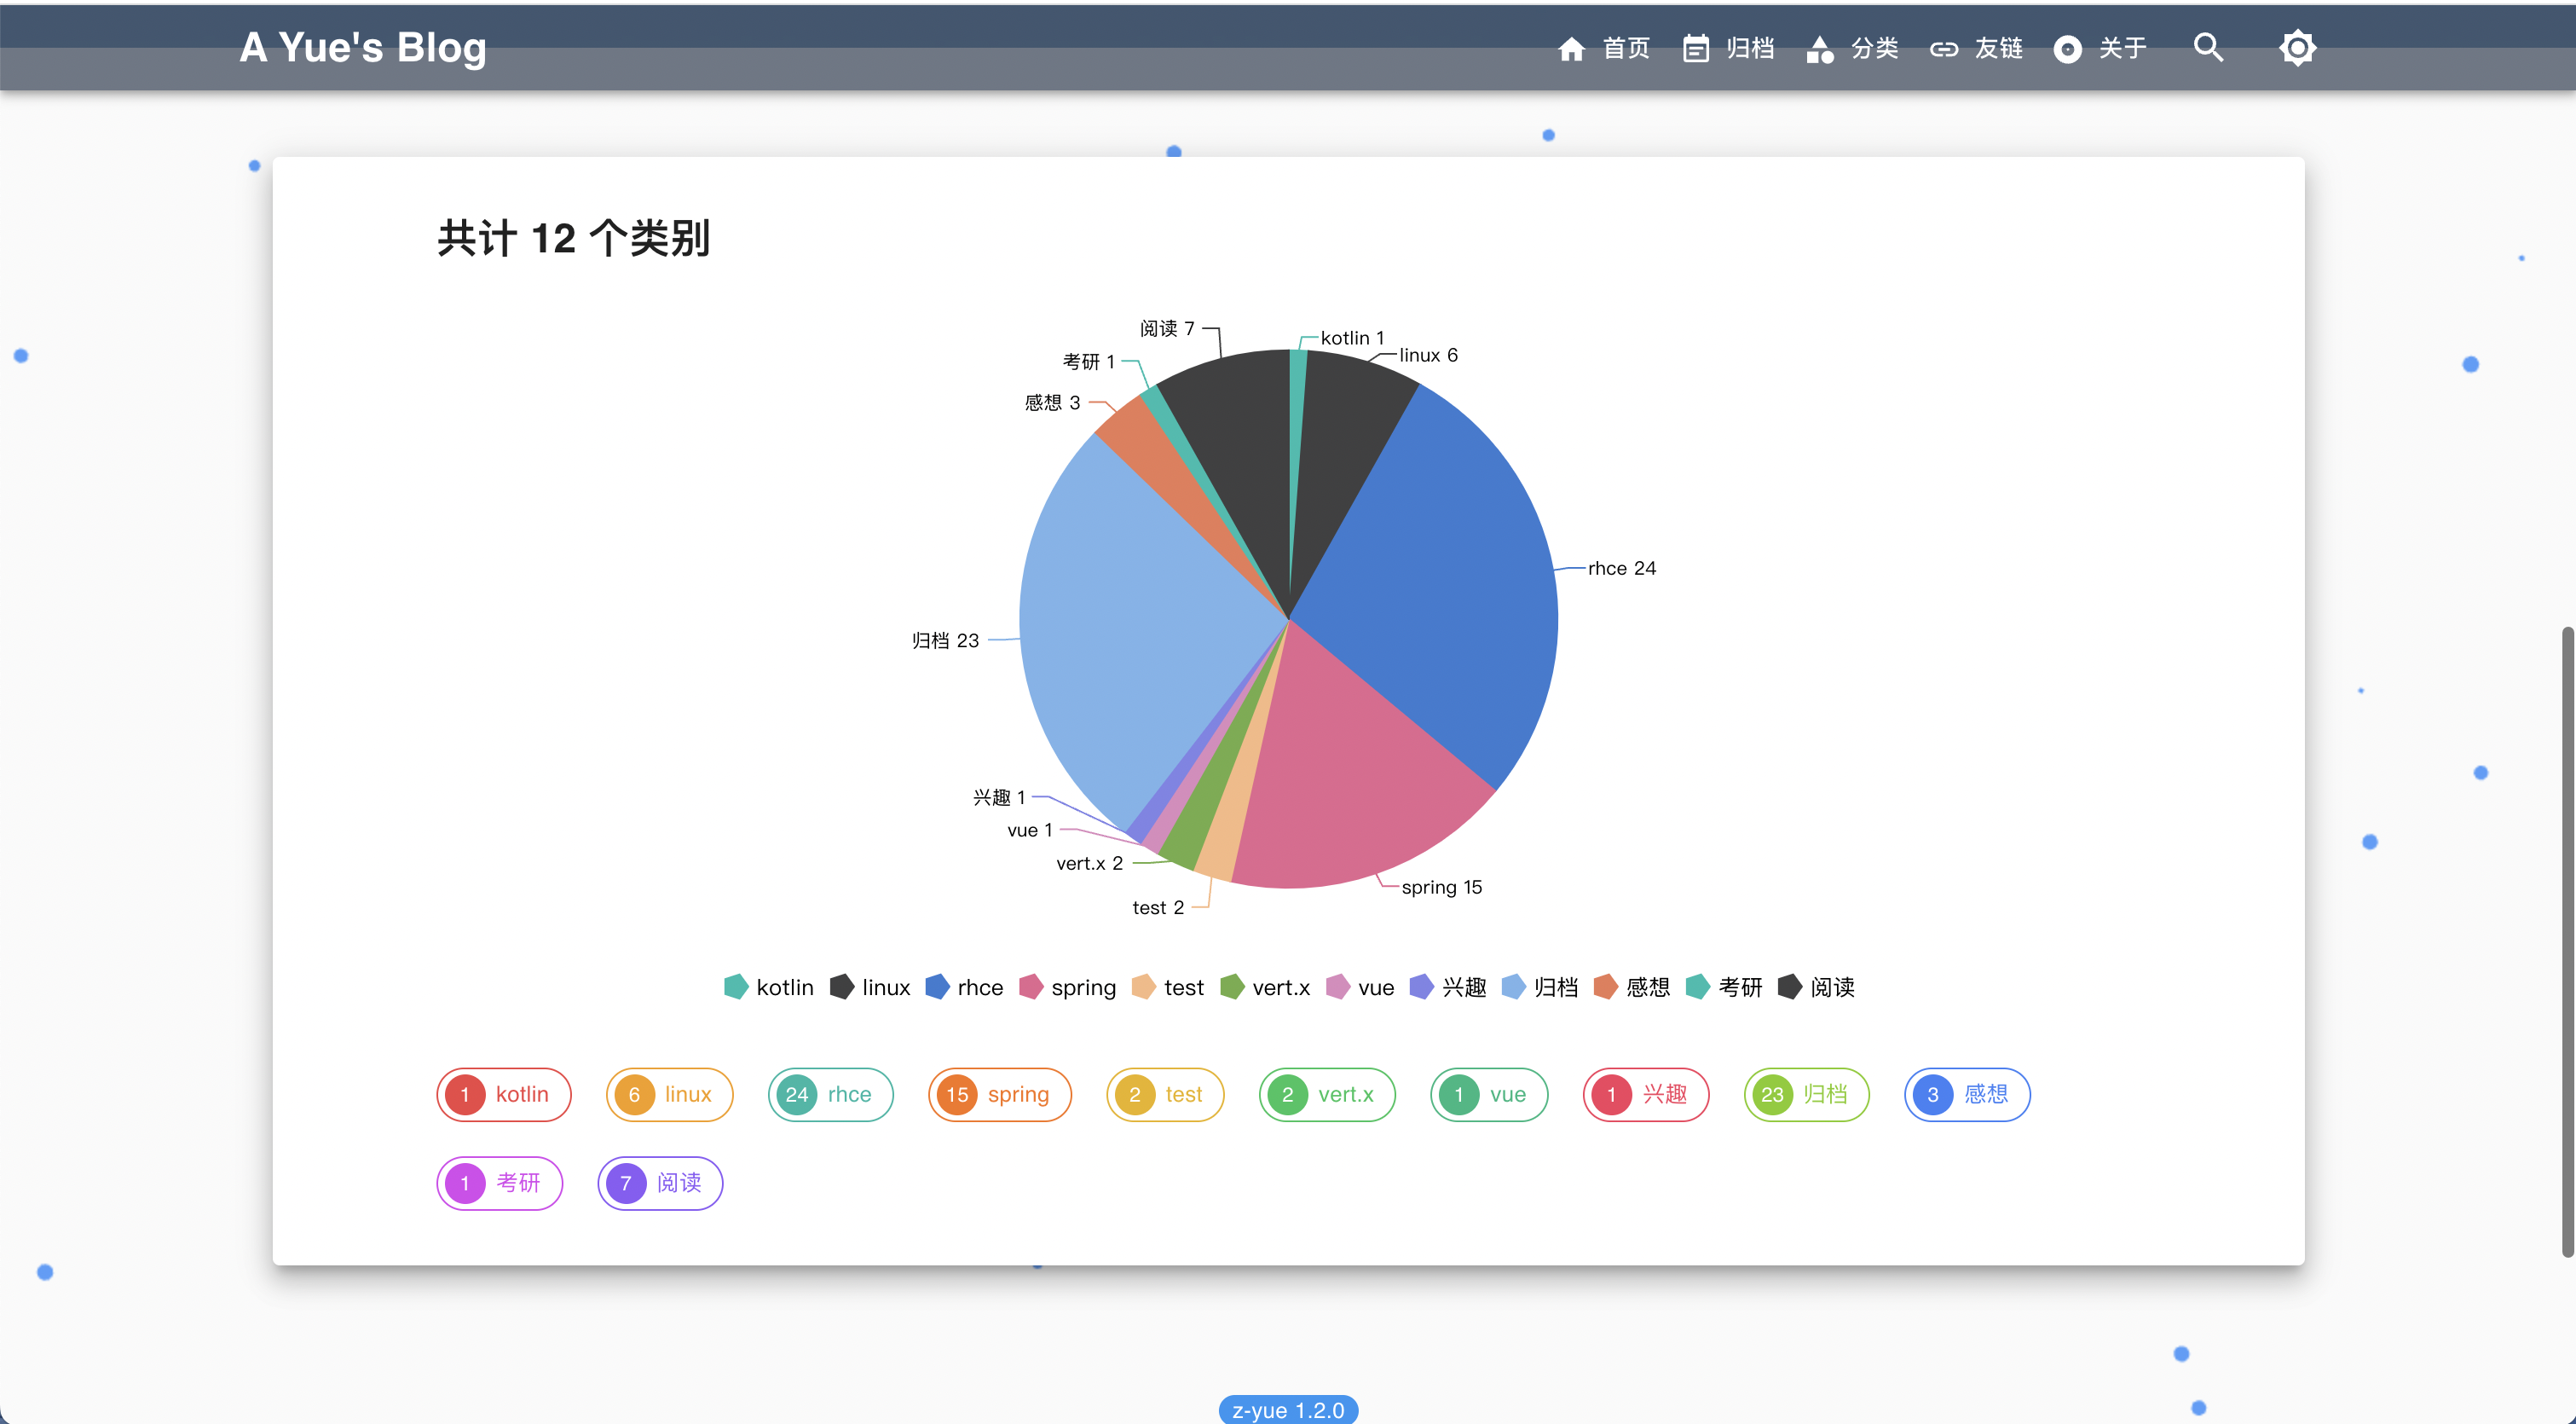 A Yue's Blog
首页 归档 分类 友链 关于
共计 12 个类别
阅读 7
kotlin 1
linux 6
考研 1
感想 3
rhce 24
归档 23
兴趣 1
vue 1
vert.x 2
spring 15
test 2
kotlin linux rhce spring test vert.x vue 兴趣 归档 感想 考研 阅读
1 kotlin 6 linux 24 rhce 15 spring 2 test 2 vert.x 1 vue 1 兴趣 23 归档 3 感想
1 考研 7 阅读
z-yue 1.2.0